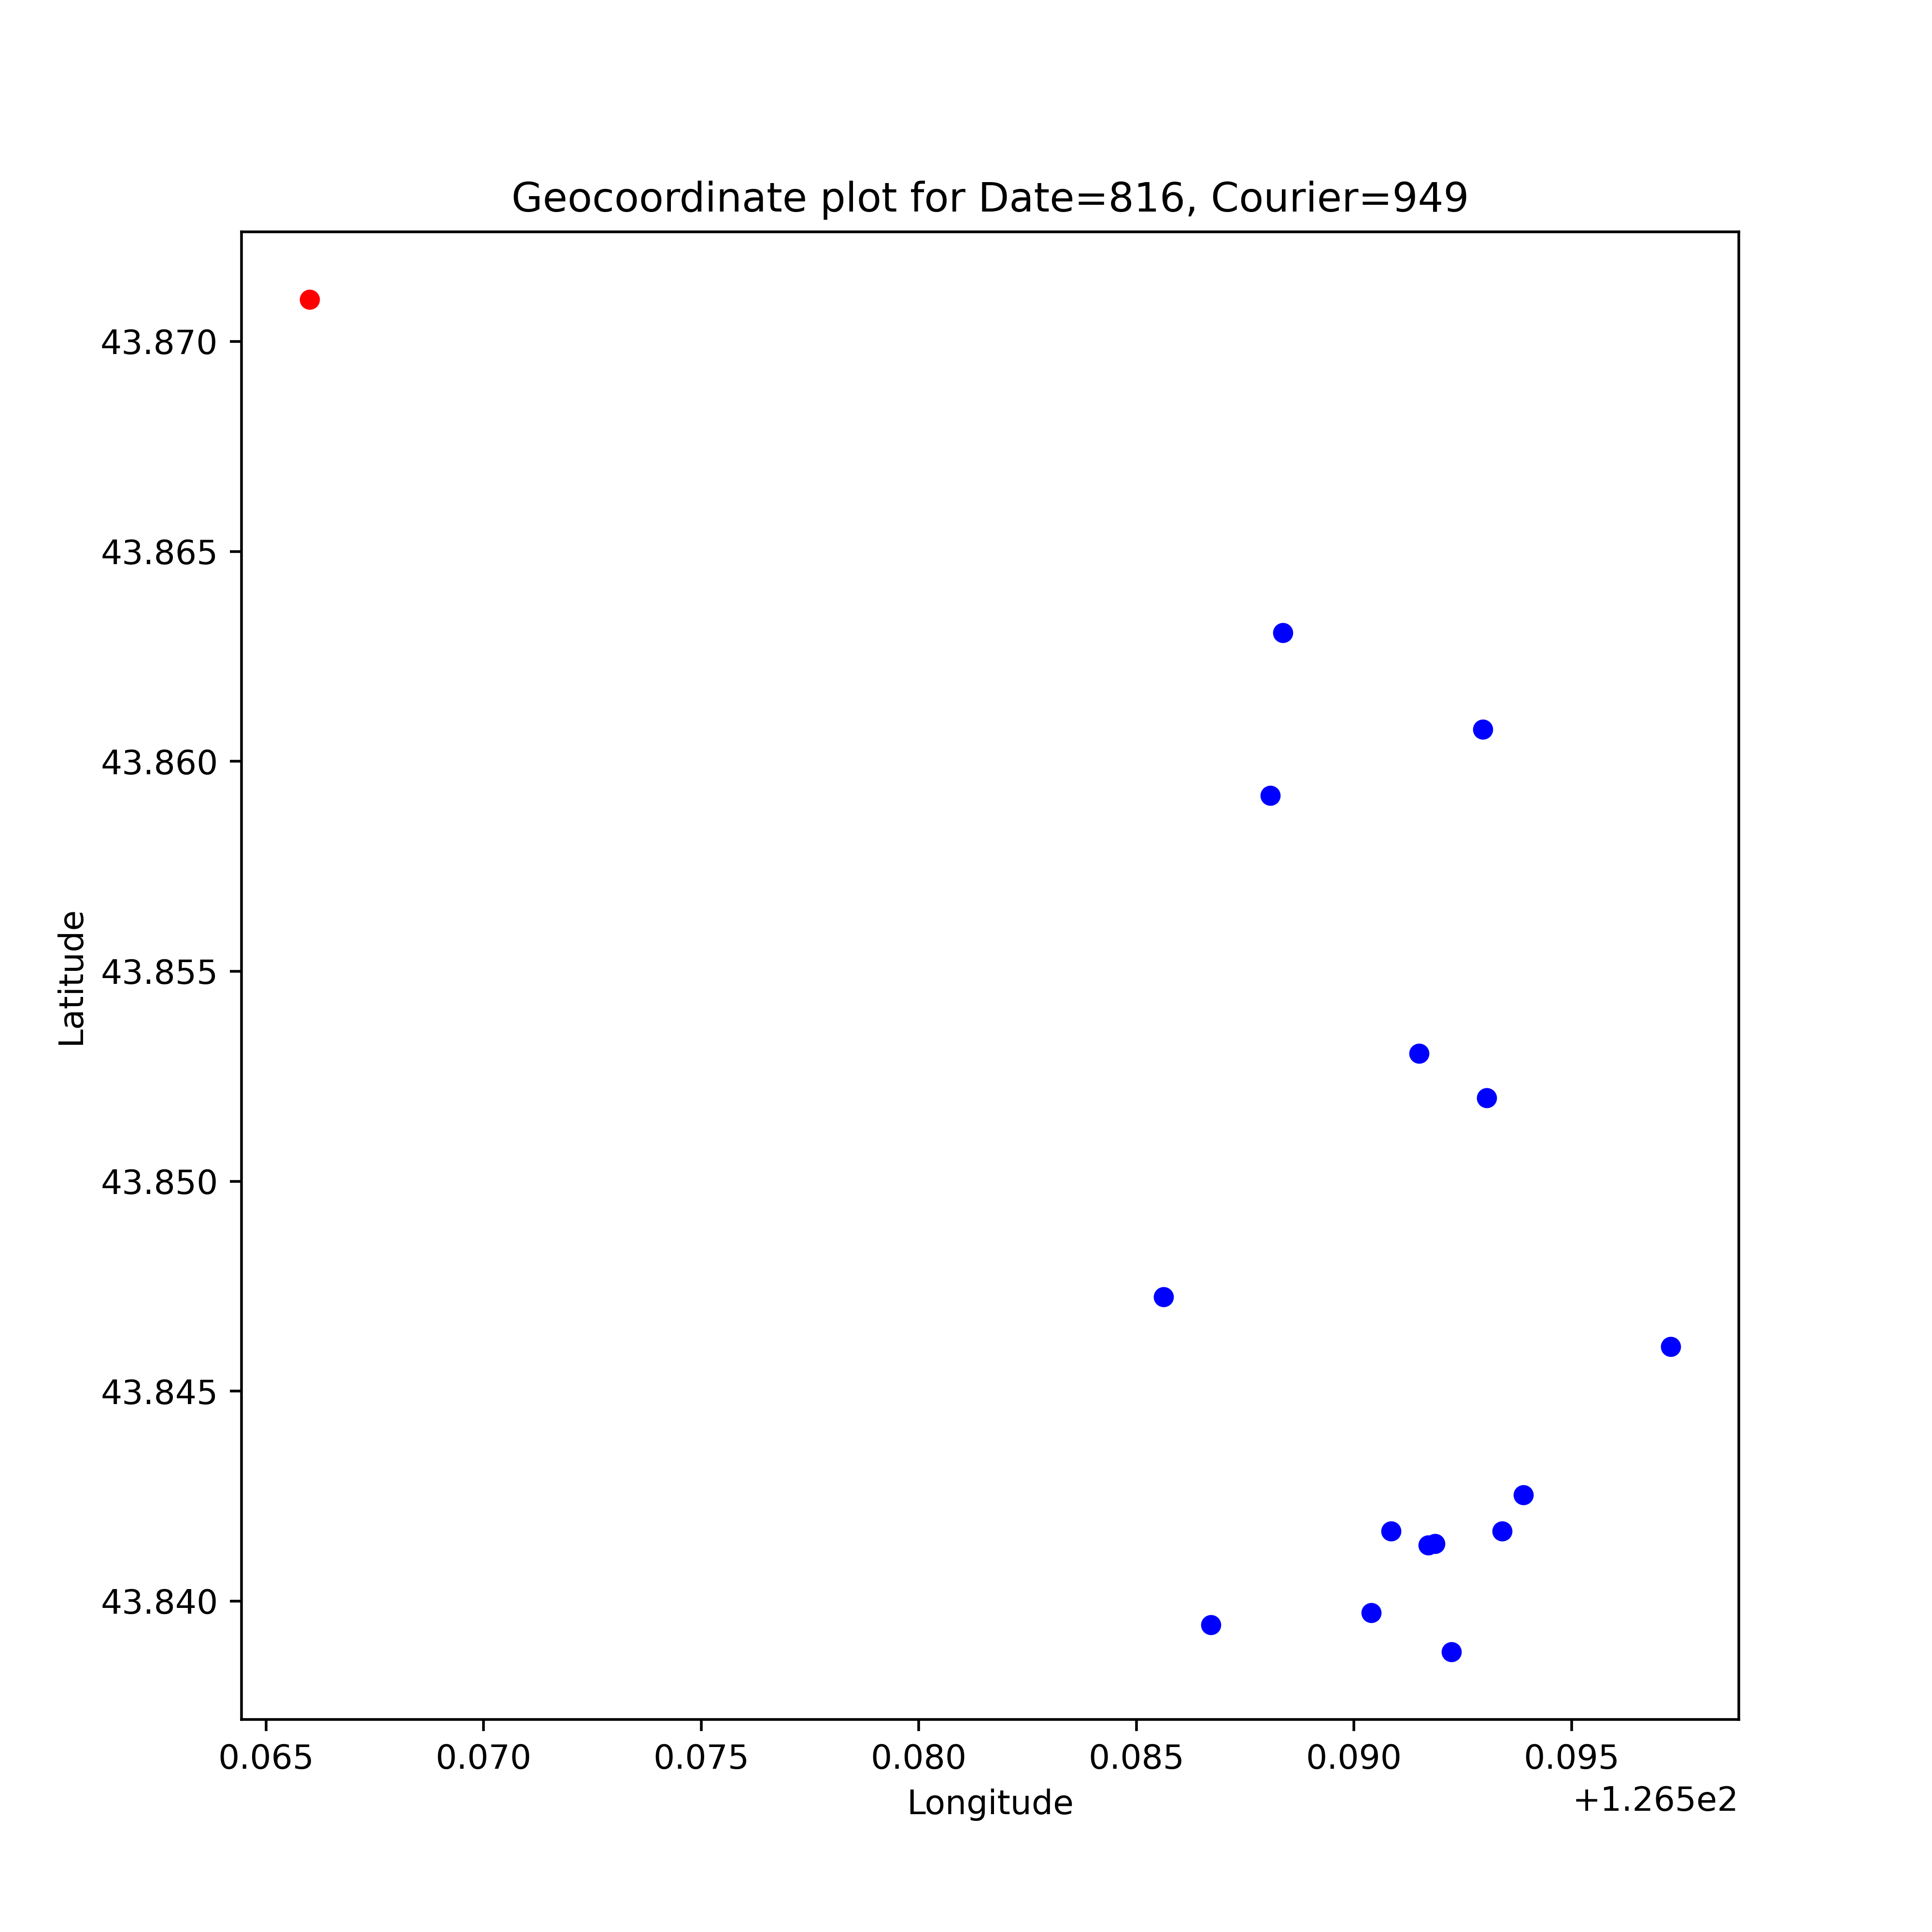 Geocoordinate plot for Date=816, Courier=949
43.870
43.865
43.860
43.855
43.850
43.845
43.840
Latitude
0.065 0.070 0.075 0.080 0.085 0.090 0.095
Longitude
+1.265e2